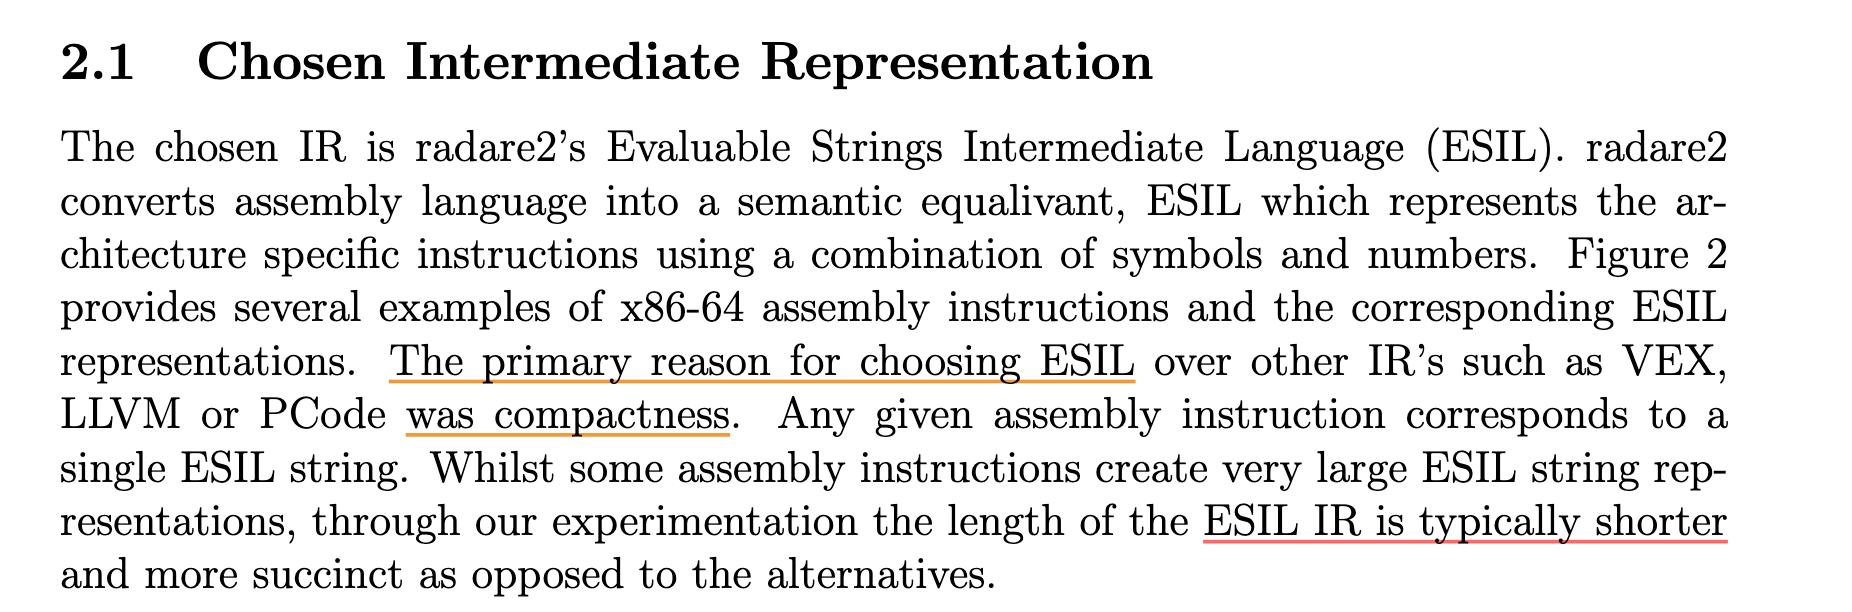 2.1 Chosen Intermediate Representation
The chosen IR is radare2’s Evaluable Strings Intermediate Language (ESIL). radare2
converts assembly language into a semantic equalivant, ESIL which represents the ar-
chitecture specific instructions using a combination of symbols and numbers. Figure 2
provides several examples of x86-64 assembly instructions and the corresponding ESIL
representations. The primary reason for choosing ESIL over other IR’s such as VEX,
LLVM or PCode was compactness. Any given assembly instruction corresponds to a
single ESIL string. Whilst some assembly instructions create very large ESIL string rep-
resentations, through our experimentation the length of the ESIL IR is typically shorter
and more succinct as opposed to the alternatives.